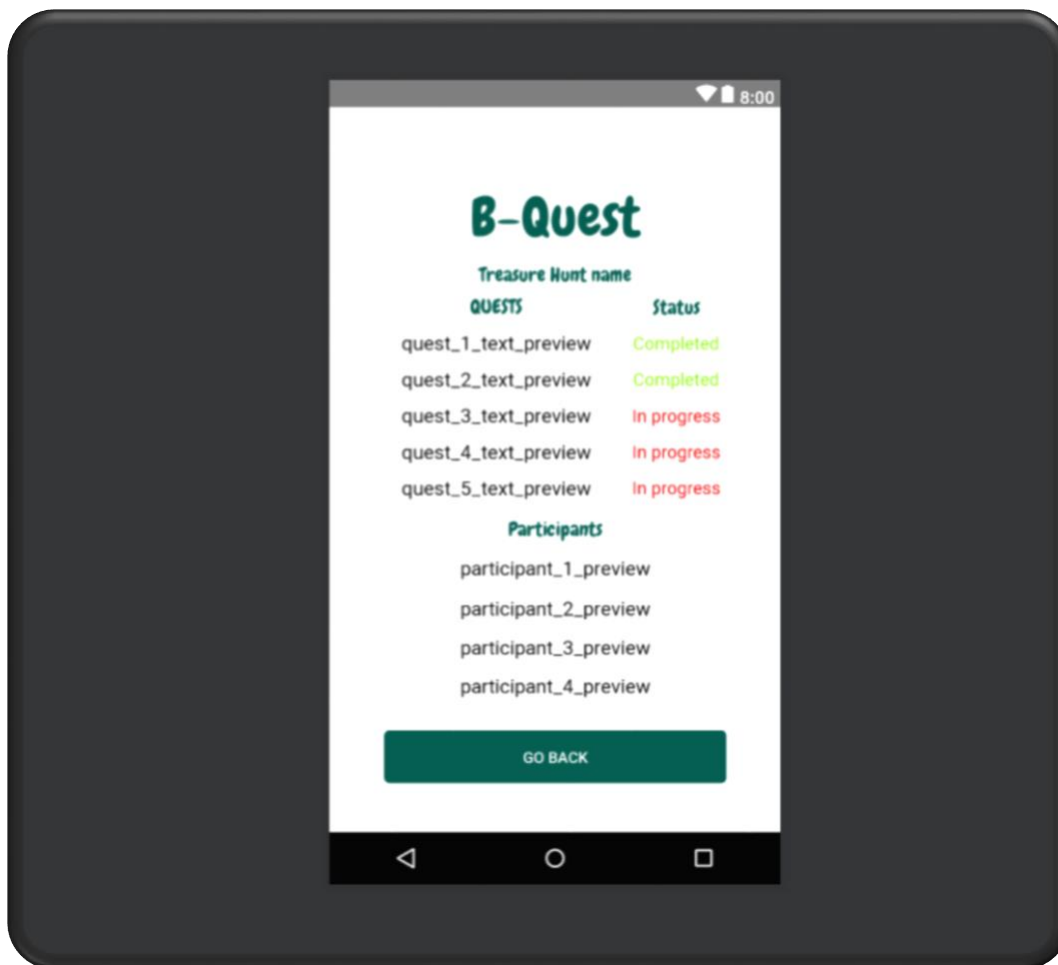 8:00
B-Quest
Treasure Hunt name
QUESTS Status
quest_1_text_preview Completed
quest_2_text_preview Completed
quest_3_text_preview In progress
quest_4_text_preview In progress
quest_5_text_preview In progress
Participants
participant_1_preview
participant_2_preview
participant_3_preview
participant_4_preview
GO BACK